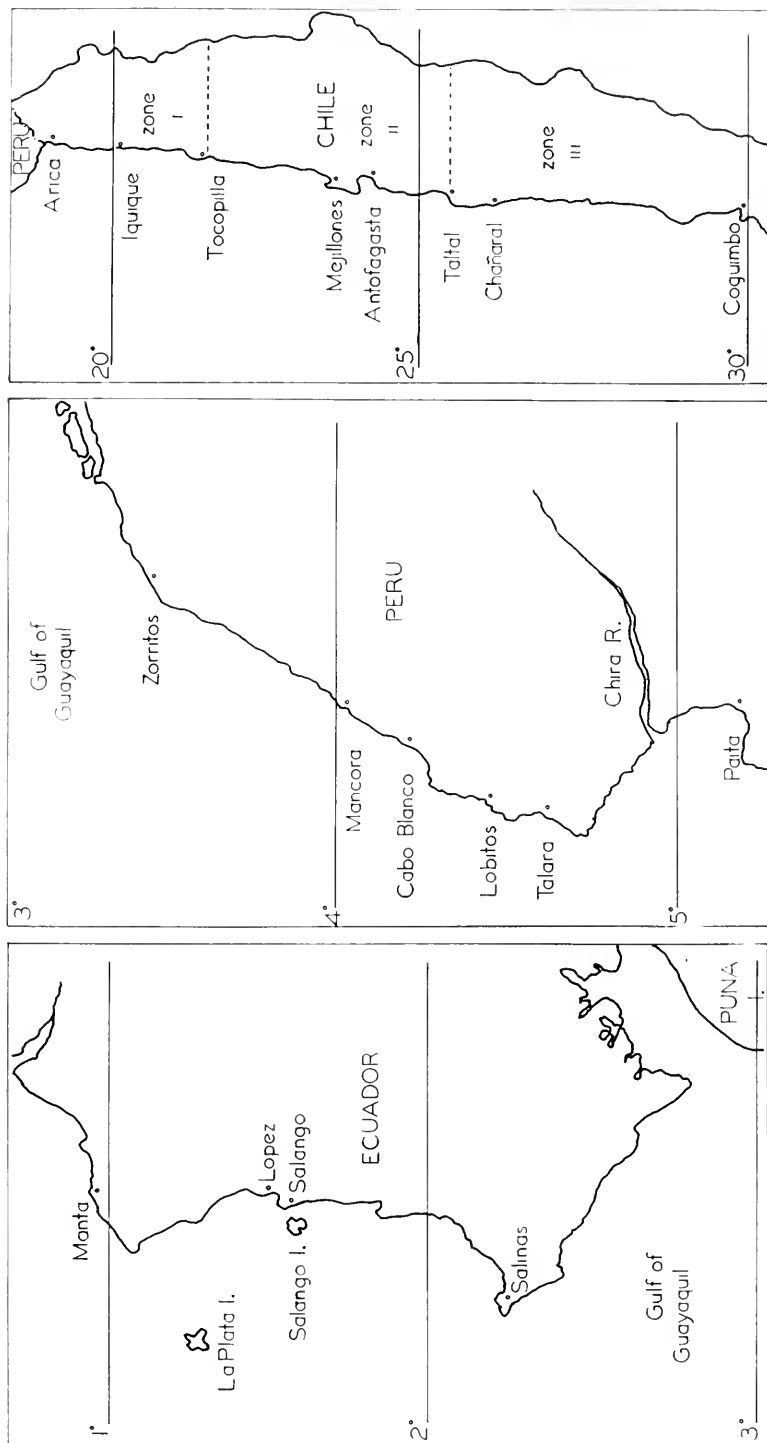 1°
2°
3°
Manta
La Plata I.
Salango I.
Lopez
Salango
ECUADOR
Salinas
Gulf of
Guayaquil
PUNA
I
3°
4°
5°
Gulf of
Guayaquil
Zorritos
Mancora
Cabo Blanco
PERU
Lobitos
Talara
Chira R.
Paita
20°
25°
30°
PERU
Arica
Iquique
zone
I
Tocopilla
CHILE
Mejillones
zone
II
Antofagasta
Taltal
Chañaral
zone
III
Coquimbo